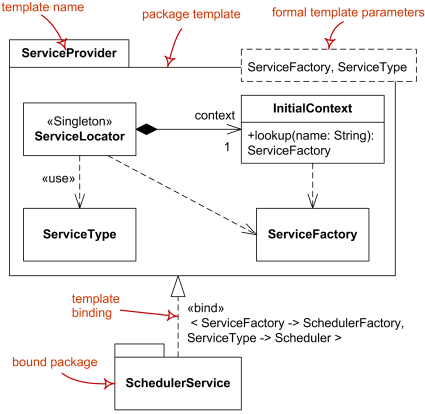 template name
package template
formal template parameters
ServiceProvider
ServiceFactory, ServiceType
«Singleton»
ServiceLocator
context
1
InitialContext
+lookup(name: String):
ServiceFactory
«use»
ServiceType
ServiceFactory
template
binding
«bind»
< ServiceFactory -> SchedulerFactory,
ServiceType -> Scheduler >
bound package
SchedulerService